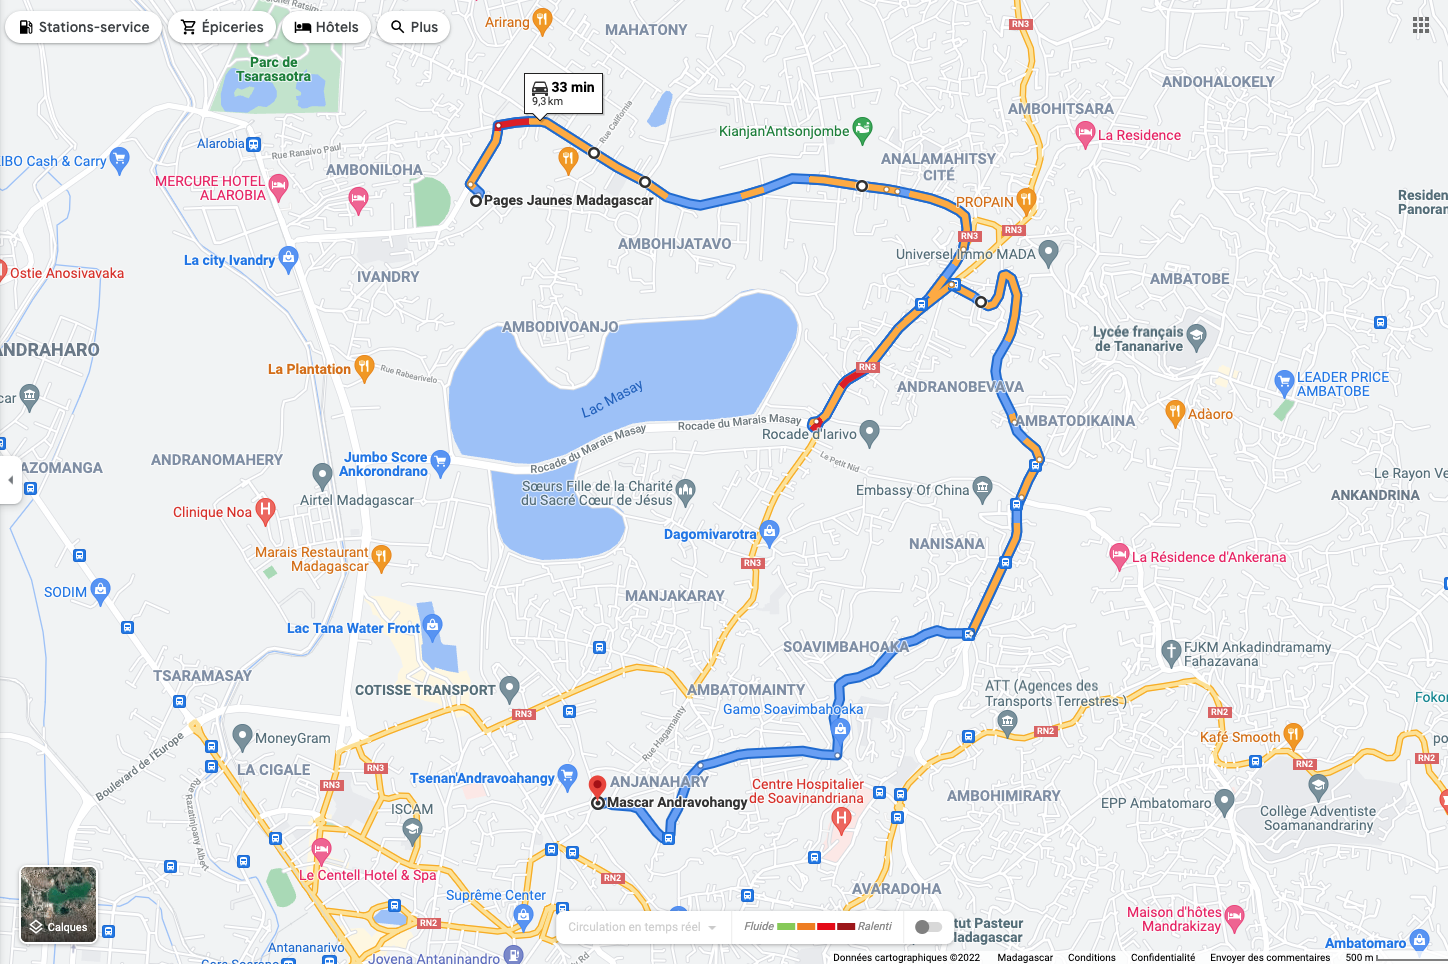 Stations-service
Épiceries
Hôtels
Plus
Arirang
MAHATONY
RN3
Parc de
Tsarasaotra
33 min
9,3 km
ANDOHALOKELY
AMBOHITSARA
Rue California
Kianjan'Antsonjombe
La Residence
Alarobia
Rue Ranaivo Paul
IBO Cash & Carry
AMBONILOHA
ANALAMAHITSY
CITÉ
MERCURE HOTEL
ALAROBIA
Pages Jaunes Madagascar
PROPAIN
Residen
Panoran
RN3
RN3
AMBOHIJATAVO
Universel Immo MADA
La city Ivandry
Ostie Anosivavaka
IVANDRY
AMBATOBE
AMBODIVOANJO
Lycée français
de Tananarive
ANDRAHARO
La Plantation
Rue Rabearivelo
RN3
Lac Masay
ANDRANOBEVAVA
LEADER PRICE
AMBATOBE
car
Adàoro
Rocade du Marais Masay
AMBATODIKAINA
Rocade d'Iarivo
Rocade du Marais Masay
Jumbo Score
Ankorondrano
AZOMANGA
ANDRANOMAHERY
Le Petit Nid
Le Rayon Ve
Airtel Madagascar
Sœurs Fille de la Charité
du Sacré Cœur de Jésus
Embassy Of China
ANKANDRINA
Clinique Noa
Dagomivarotra
NANISANA
Marais Restaurant
Madagascar
RN3
La Résidence d'Ankerana
SODIM
MANJAKARAY
Lac Tana Water Front
SOAVIMBAHOAKA
FJKM Ankadindramamy
Fahazavana
TSARAMASAY
COTISSE TRANSPORT
AMBATOMAINTY
ATT (Agences des
Transports Terrestres )
Fokon
RN3
Gamo Soavimbahoaka
RN2
RN2
Rue Hagamainty
MoneyGram
Kafé Smooth
po
Boulevard de l'Europe
LA CIGALE
RN3
RN2
RN2
Tsenan'Andravoahangy
ANJANAHARY
RN3
Centre Hospitalier
de Soavinandriana
AMBOHIMIRARY
Mascar Andravohangy
EPP Ambatomaro
ISCAM
Collège Adventiste
Soamanandrariny
Razatinjoany Albert
Le Centell Hotel & Spa
RN2
Suprême Center
AVARADOHA
Calques
RN2
Circulation en temps réel
Fluide
Ralenti
tut Pasteur
Madagascar
Maison d'hôtes
Mandrakizay
Antananarivo
Jovena Antaninandro
Ambatomaro
Données cartographiques ©2022
Madagascar
Conditions
Confidentialité
Envoyer des commentaires
500 m